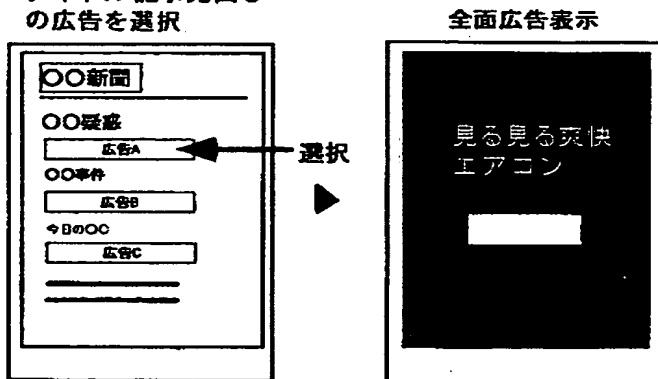 の広告を選択
全面広告表示
〇〇新聞
〇〇疑惑
広告A
選択
〇〇事件
広告B
今日の〇〇
広告C
見る見る爽快
エアコン